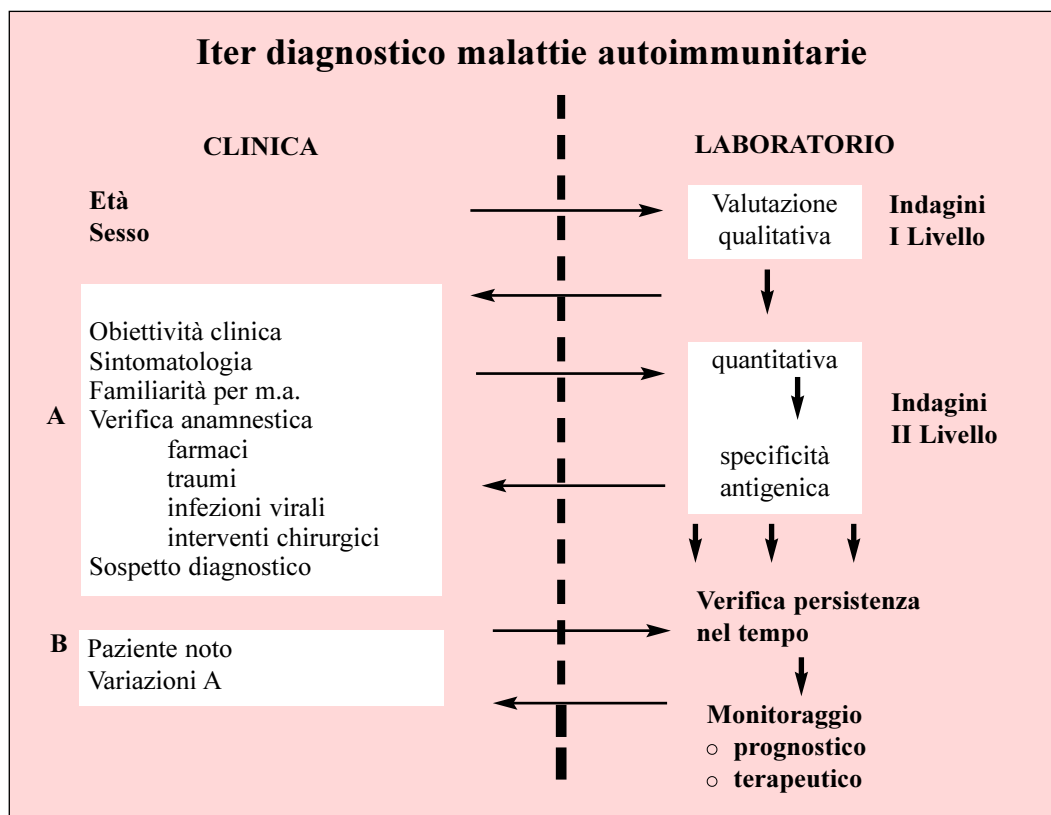 Iter diagnostico malattie autoimmunitarie
CLINICA
Età
Sesso
A
Obiettività clinica
Sintomatologia
Familiarità per m.a.
Verifica anamnestica
farmaci
traumi
infezioni virali
interventi chirurgici
Sospetto diagnostico
B
Paziente noto
Variazioni A
LABORATORIO
Valutazione
qualitativa
Indagini
I Livello
quantitativa
specificità
antigenica
Indagini
II Livello
Verifica persistenza
nel tempo
Monitoraggio
○ prognostico
○ terapeutico